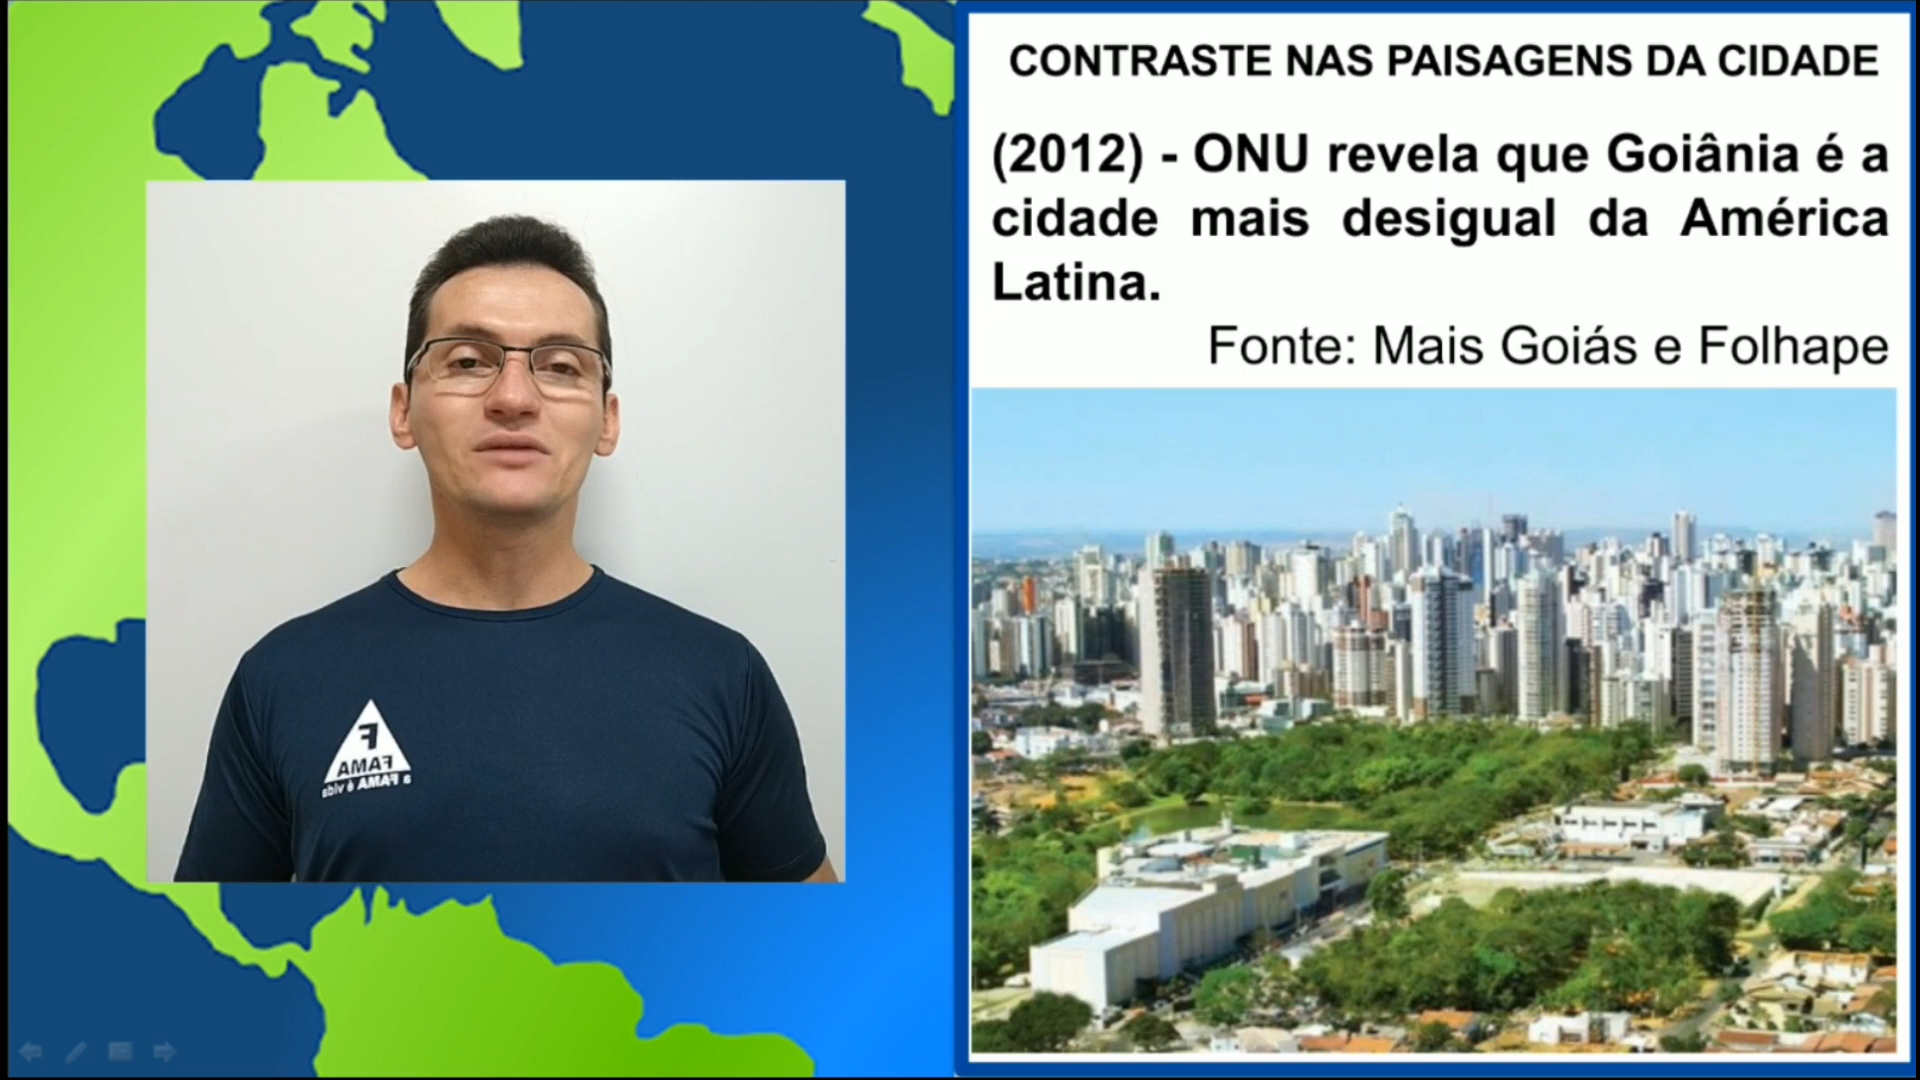 CONTRASTE NAS PAISAGENS DA CIDADE
(2012) - ONU revela que Goiânia é a
cidade mais desigual da América
Latina.
Fonte: Mais Goiás e Folhape
F
FAMA
a FAMA é vida